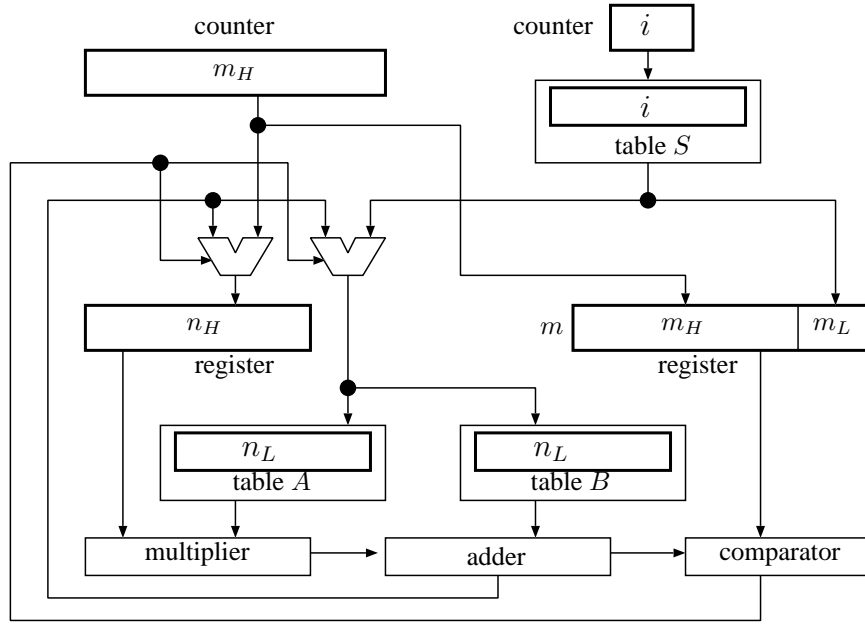 counter
counter
i
m_H
i
table S
n_H
m
m_H
m_L
register
register
n_L
table A
n_L
table B
multiplier
adder
comparator